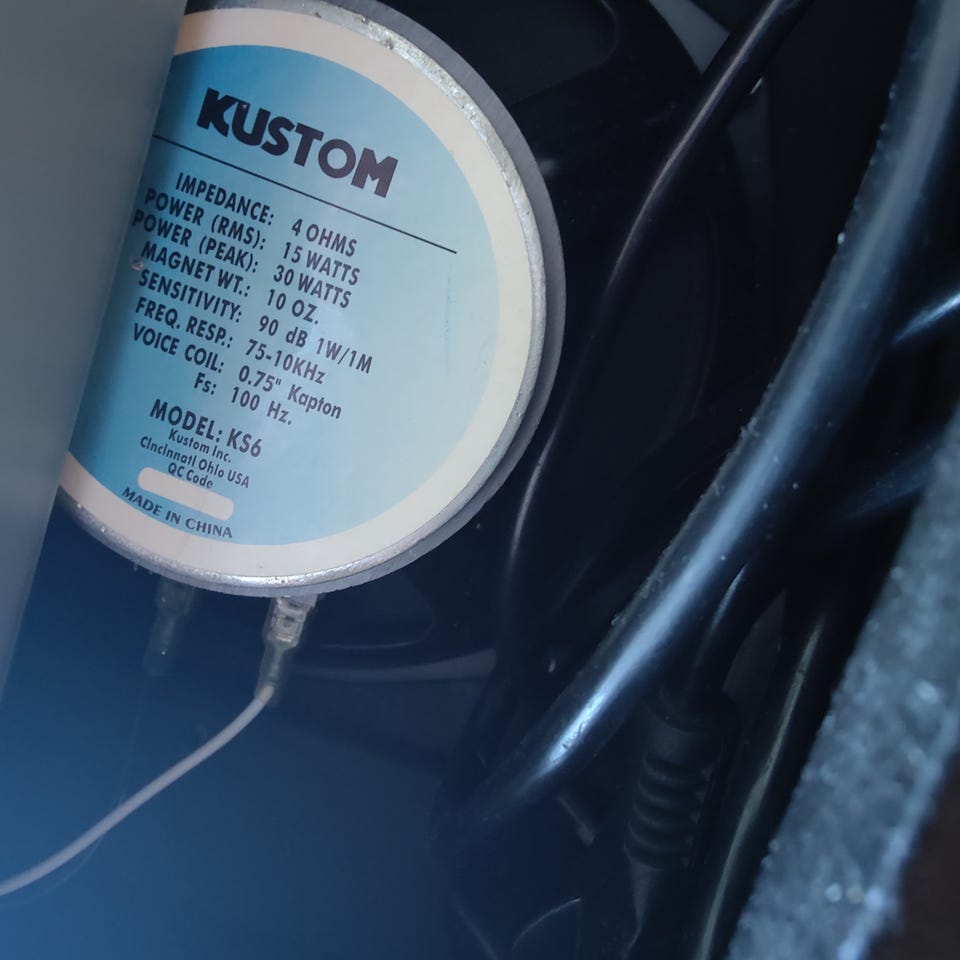 KUSTOM
IMPEDANCE: 4 OHMS
POWER (RMS): 15 WATTS
POWER (PEAK): 30 WATTS
MAGNET WT.: 10 OZ.
SENSITIVITY: 90 dB 1W/1M
FREQ. RESP.: 75-10KHz
VOICE COIL: 0.75" Kapton
Fs: 100 Hz.
MODEL: KS6
Kustom Inc.
Cincinnati Ohio USA
QC Code
MADE IN CHINA